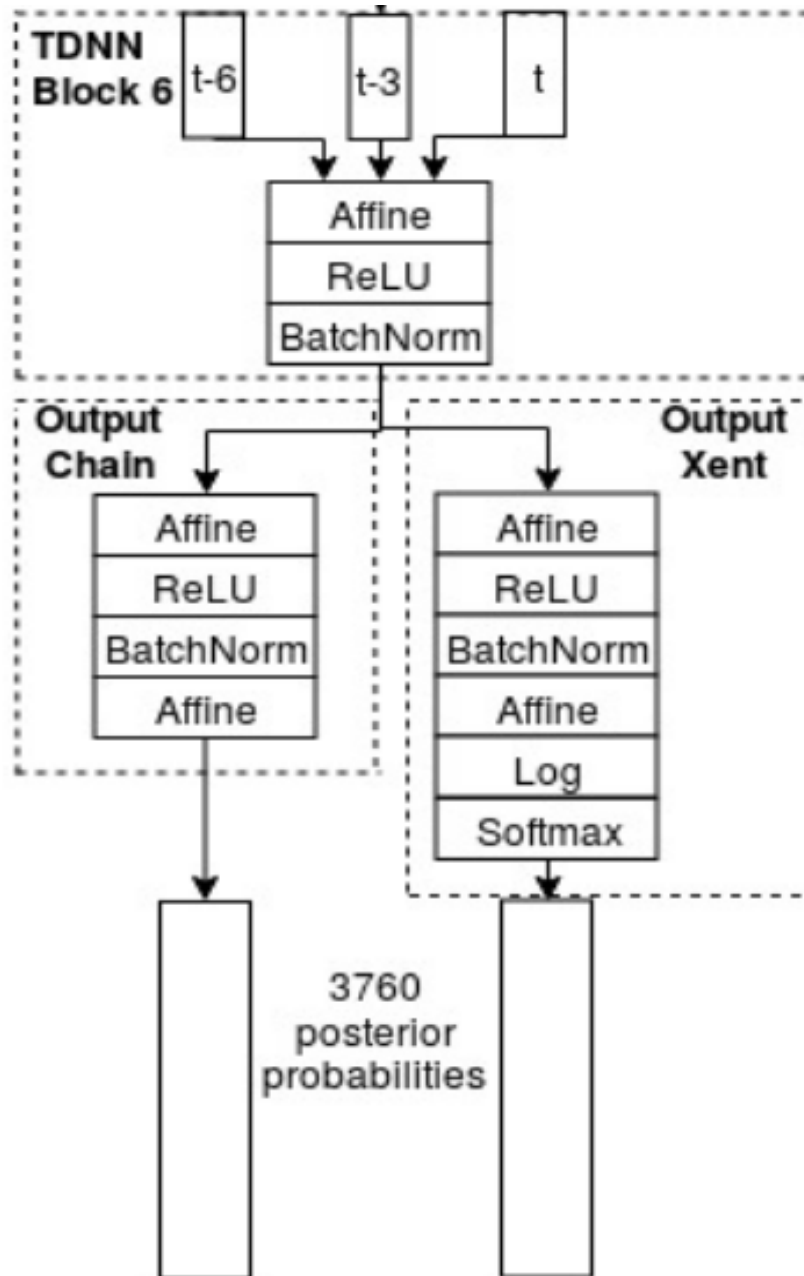 TDNN
Block 6
t-6
t-3
t
Affine
ReLU
BatchNorm
Output
Chain
Affine
ReLU
BatchNorm
Affine
Output
Xent
Affine
ReLU
BatchNorm
Affine
Log
Softmax
3760
posterior
probabilities